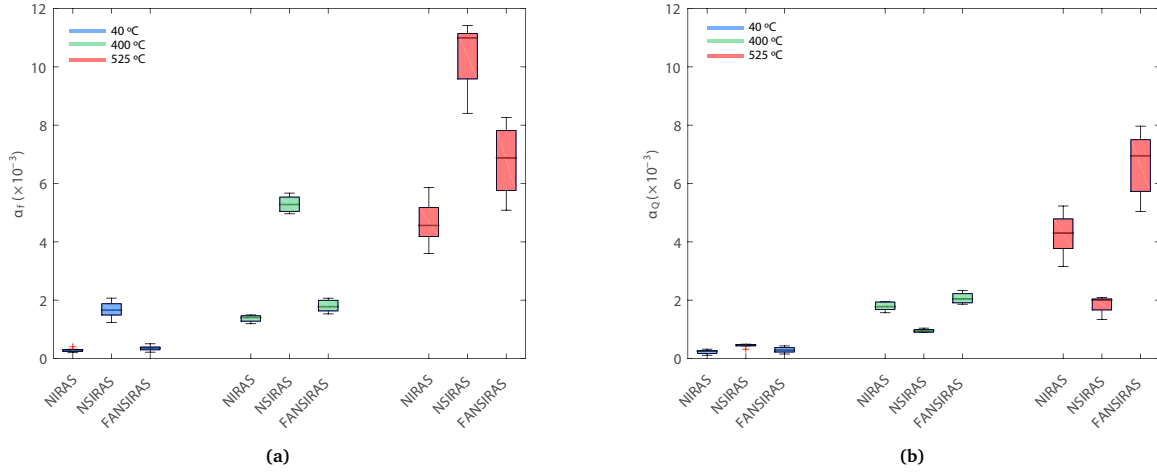 12
10
8
6
4
2
0
α_f (×10⁻³)
40 ºC
400 ºC
525 ºC
NIRAS
NSIRAS
FANSIRAS
NIRAS
NSIRAS
FANSIRAS
NIRAS
NSIRAS
FANSIRAS
(a)
12
10
8
6
4
2
0
α_Q (×10⁻³)
40 ºC
400 ºC
525 ºC
NIRAS
NSIRAS
FANSIRAS
NIRAS
NSIRAS
FANSIRAS
NIRAS
NSIRAS
FANSIRAS
(b)